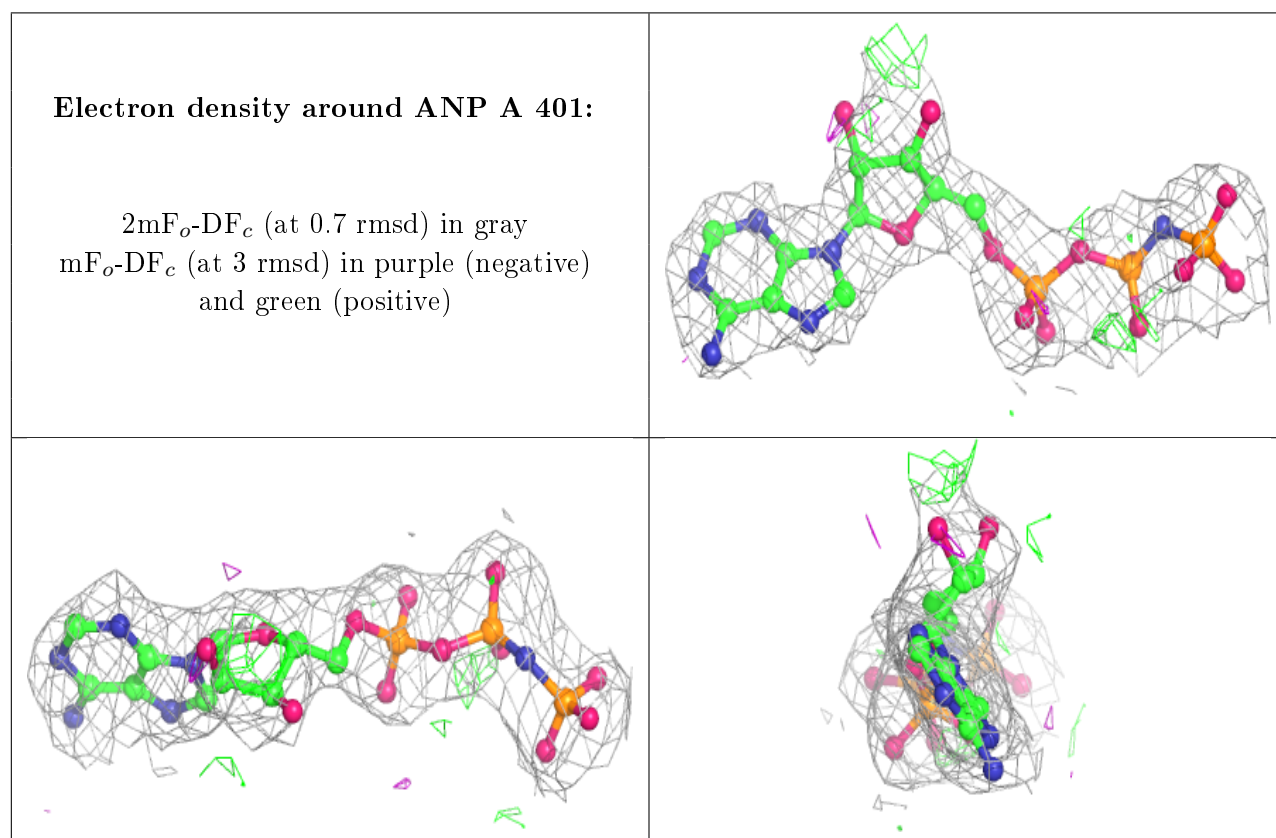 Electron density around ANP A 401:
2mFo-DFc (at 0.7 rmsd) in gray
mFo-DFc (at 3 rmsd) in purple (negative)
and green (positive)